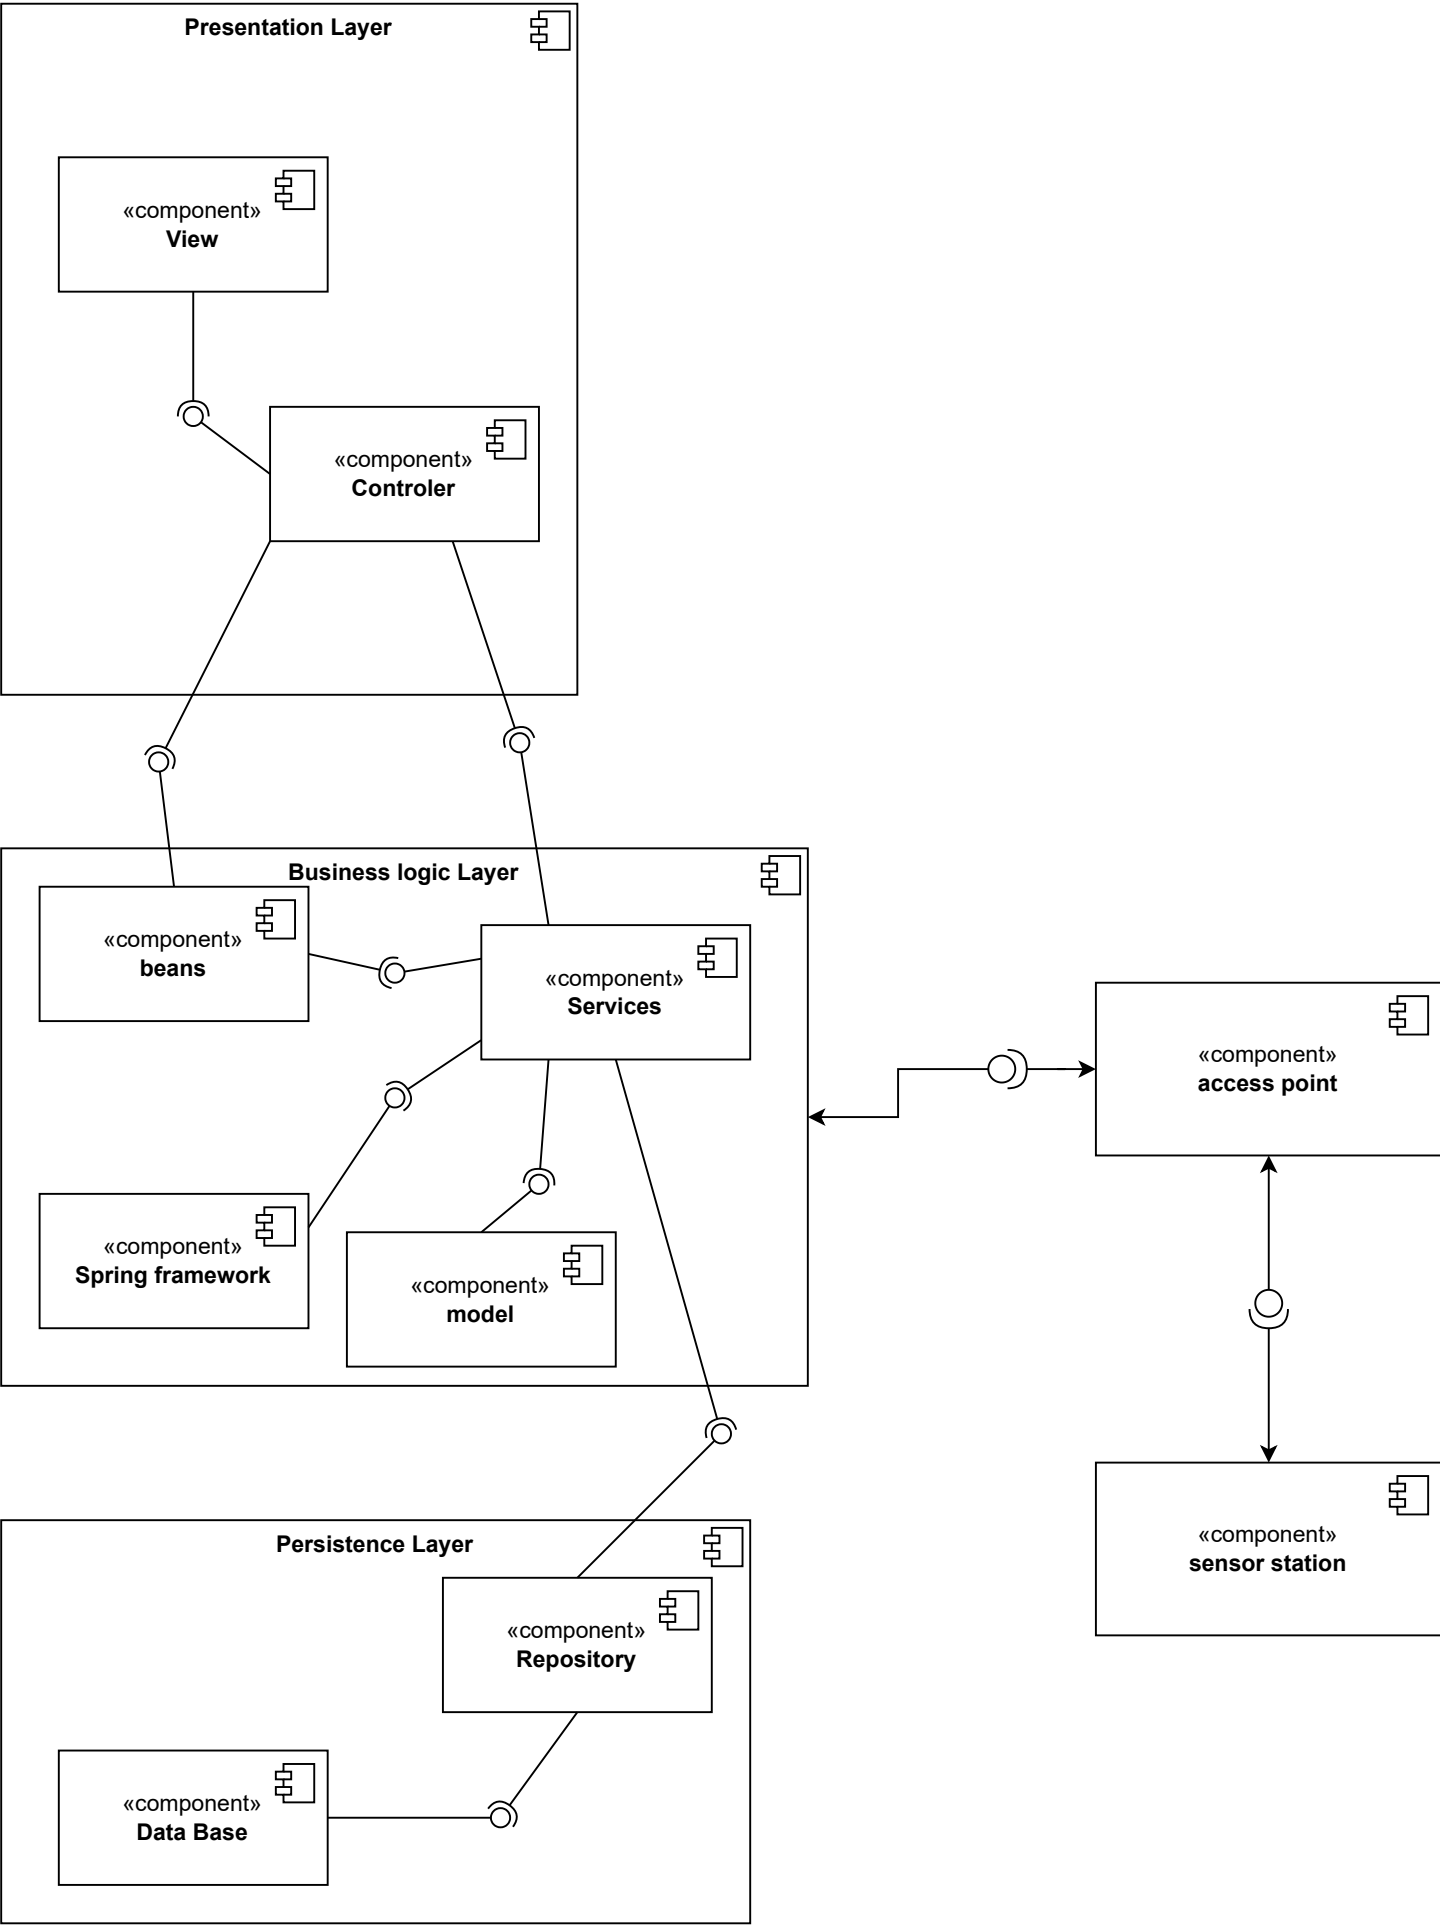 Presentation Layer
«component»
View
«component»
Controler
Business logic Layer
«component»
beans
«component»
Services
«component»
access point
«component»
Spring framework
«component»
model
«component»
sensor station
Persistence Layer
«component»
Repository
«component»
Data Base